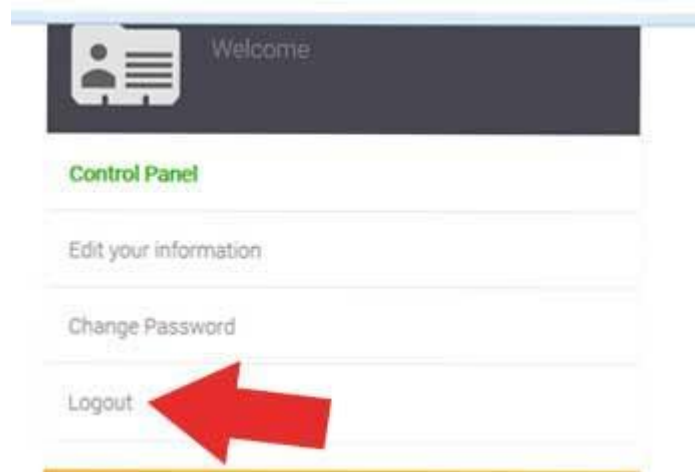 Welcome
Control Panel
Edit your information
Change Password
Logout